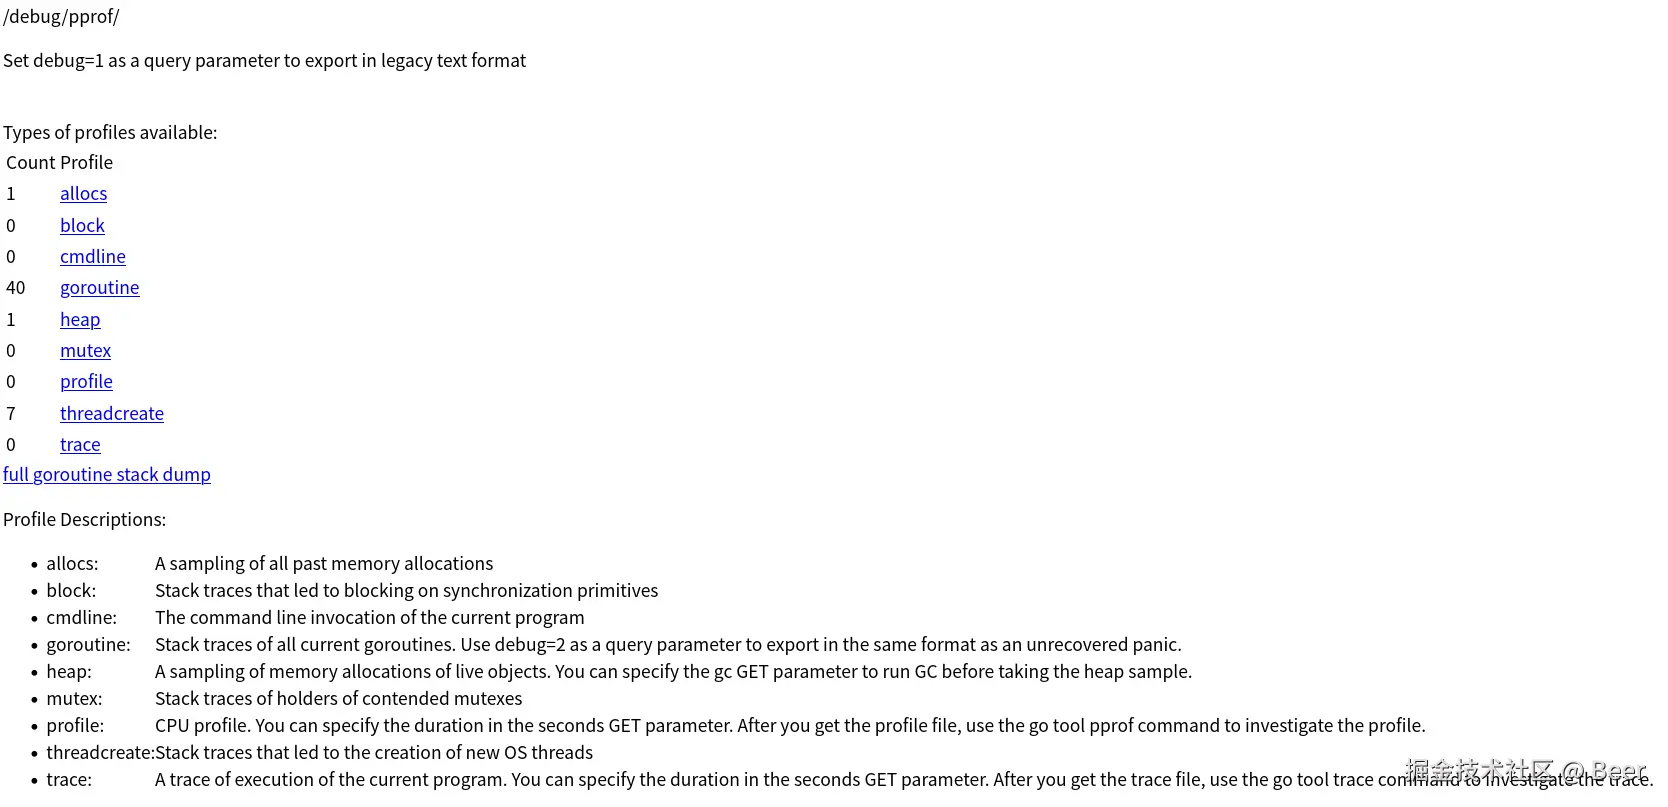 /debug/pprof/
Set debug=1 as a query parameter to export in legacy text format
Types of profiles available:
Count Profile
1 allocs
0 block
0 cmdline
40 goroutine
1 heap
0 mutex
0 profile
7 threadcreate
0 trace
full goroutine stack dump
Profile Descriptions:
• allocs: A sampling of all past memory allocations
• block: Stack traces that led to blocking on synchronization primitives
• cmdline: The command line invocation of the current program
• goroutine: Stack traces of all current goroutines. Use debug=2 as a query parameter to export in the same format as an unrecovered panic.
• heap: A sampling of memory allocations of live objects. You can specify the gc GET parameter to run GC before taking the heap sample.
• mutex: Stack traces of holders of contended mutexes
• profile: CPU profile. You can specify the duration in the seconds GET parameter. After you get the profile file, use the go tool pprof command to investigate the profile.
• threadcreate:Stack traces that led to the creation of new OS threads
• trace: A trace of execution of the current program. You can specify the duration in the seconds GET parameter. After you get the trace file, use the go tool trace command to investigate the trace.
掘金技术社区 @ Beer